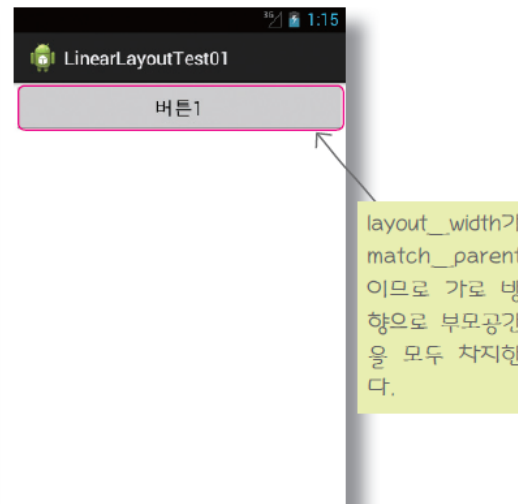 3G 1:15
LinearLayoutTest01
버튼1
layout_width가
match_parent
이므로 가로 방
향으로 부모공간
을 모두 차지한
다.